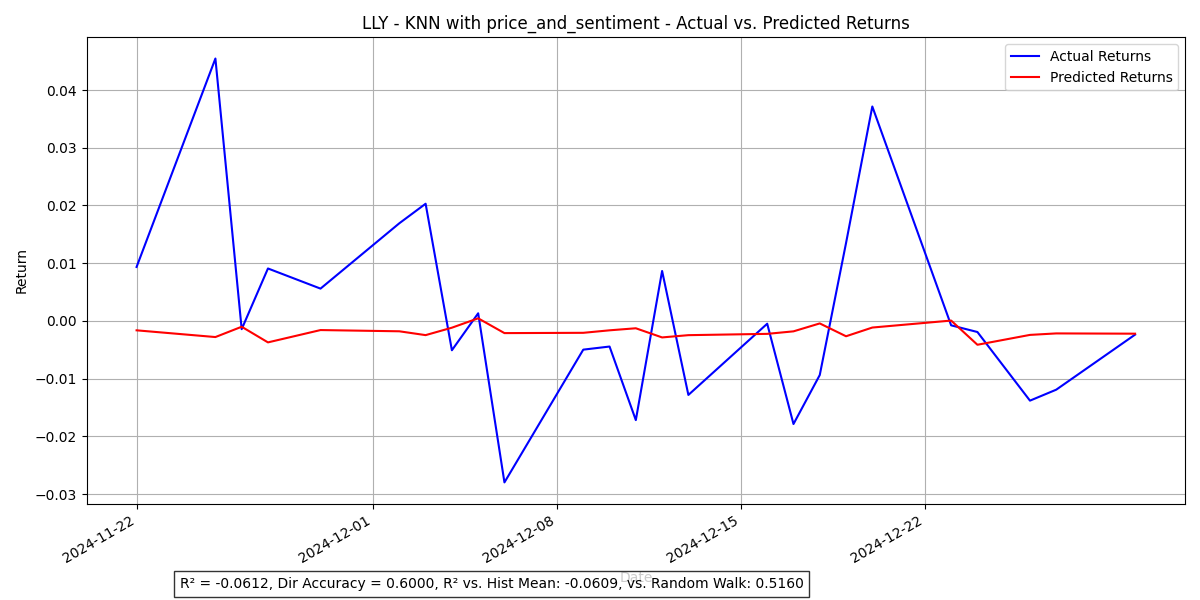 LLY - KNN with price_and_sentiment - Actual vs. Predicted Returns
Actual Returns
Predicted Returns
Return
0.04
0.03
0.02
0.01
0.00
−0.01
−0.02
−0.03
2024-11-22
2024-12-01
2024-12-08
2024-12-15
2024-12-22
Date
R² = -0.0612, Dir Accuracy = 0.6000, R² vs. Hist Mean: -0.0609, vs. Random Walk: 0.5160